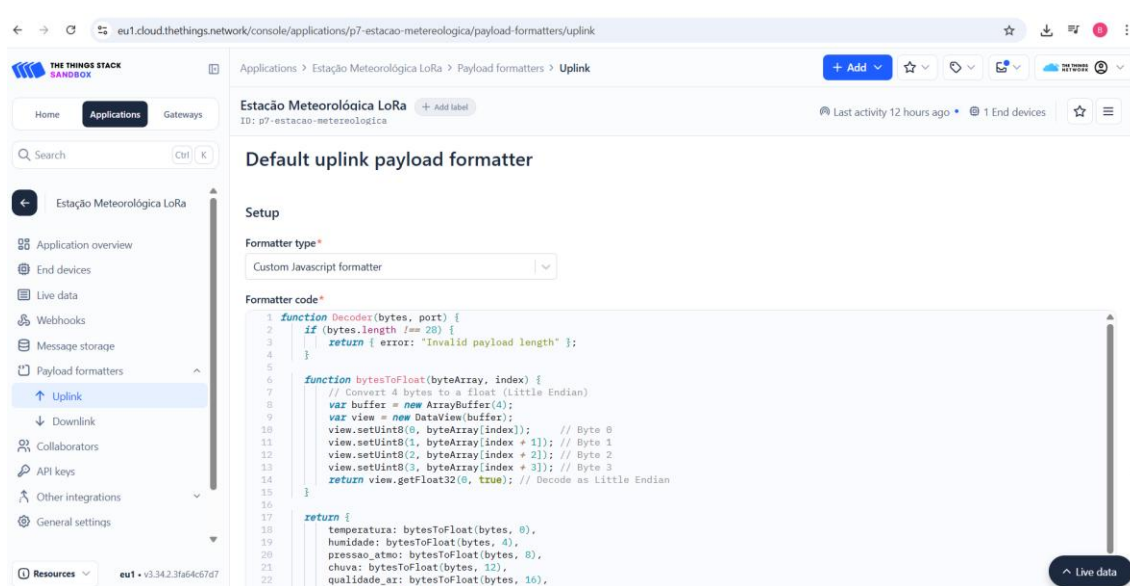 eu1.cloud.thethings.network/console/applications/p7-estacao-metereologica/payload-formatters/uplink
B
THE THINGS STACK
SANDBOX
Applications > Estação Meteorológica LoRa > Payload formatters > Uplink
+ Add
THE THINGS
NETWORK
Home
Applications
Gateways
Estação Meteorológica LoRa
+ Add label
ID: p7-estacao-metereologica
Last activity 12 hours ago
1 End devices
Search
Ctrl K
Estação Meteorológica LoRa
Application overview
End devices
Live data
Webhooks
Message storage
Payload formatters
Uplink
Downlink
Collaborators
API keys
Other integrations
General settings
Resources
eu1 • v3.34.2.3fa64c67d7
Default uplink payload formatter
Setup
Formatter type*
Custom Javascript formatter
Formatter code*
1 function Decoder(bytes, port) {
2 if (bytes.length !== 28) {
3 return { error: "Invalid payload length" };
4 }
5
6 function bytesToFloat(byteArray, index) {
7 // Convert 4 bytes to a float (Little Endian)
8 var buffer = new ArrayBuffer(4);
9 var view = new DataView(buffer);
10 view.setUint8(0, byteArray[index]); // Byte 0
11 view.setUint8(1, byteArray[index + 1]); // Byte 1
12 view.setUint8(2, byteArray[index + 2]); // Byte 2
13 view.setUint8(3, byteArray[index + 3]); // Byte 3
14 return view.getFloat32(0, true); // Decode as Little Endian
15 }
16
17 return {
18 temperatura: bytesToFloat(bytes, 0),
19 humidade: bytesToFloat(bytes, 4),
20 pressao_atmo: bytesToFloat(bytes, 8),
21 chuva: bytesToFloat(bytes, 12),
22 qualidade_ar: bytesToFloat(bytes, 16),
Live data